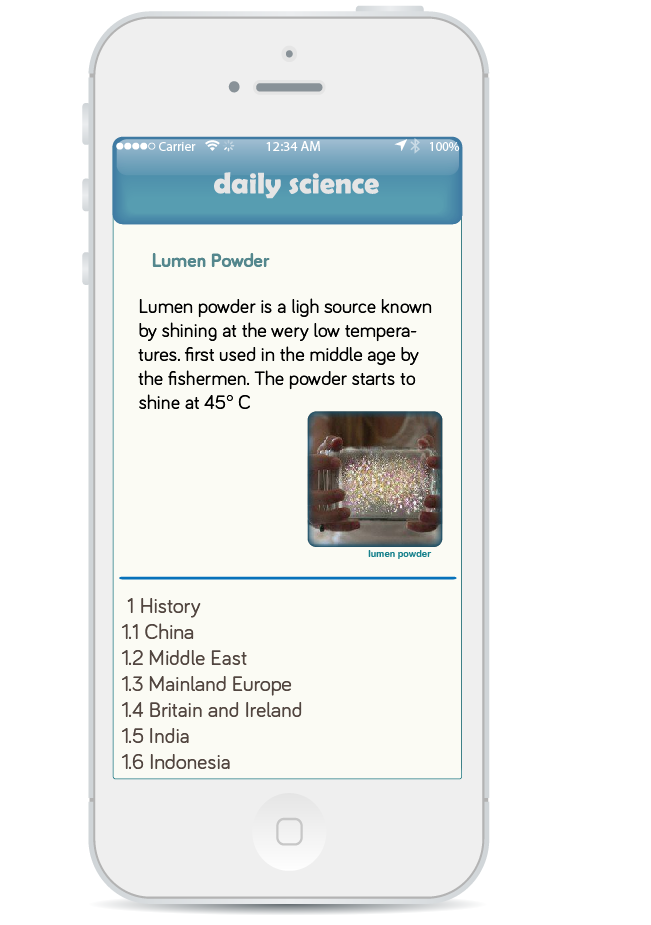 Carrier 12:34 AM 100%
daily science
Lumen Powder
Lumen powder is a ligh source known
by shining at the wery low tempera-
tures. first used in the middle age by
the fishermen. The powder starts to
shine at 45° C
lumen powder
1 History
1.1 China
1.2 Middle East
1.3 Mainland Europe
1.4 Britain and Ireland
1.5 India
1.6 Indonesia